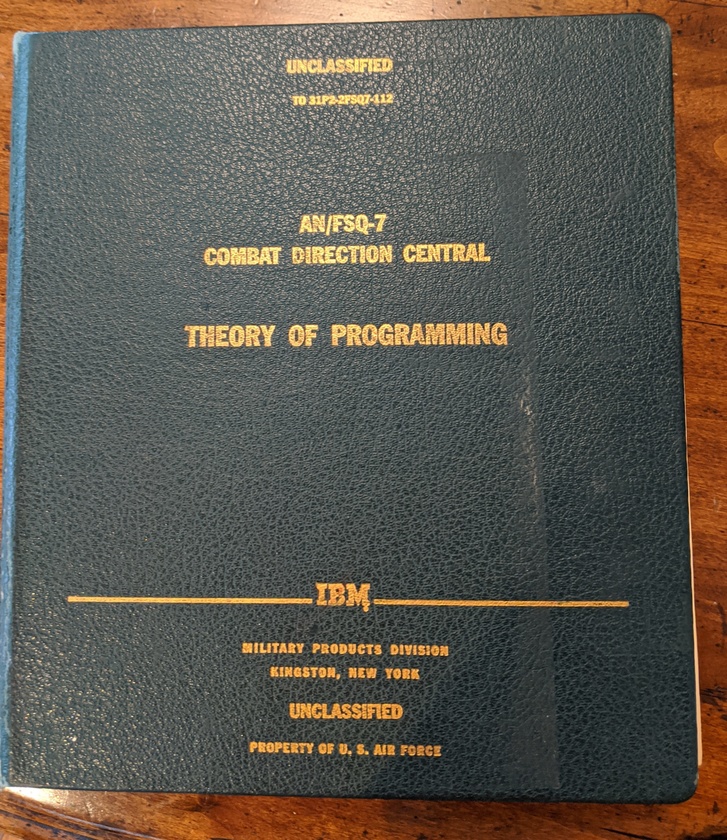 UNCLASSIFIED
TO 31P2-2FSQ7-112
AN/FSQ-7
COMBAT DIRECTION CENTRAL
THEORY OF PROGRAMMING
IBM
MILITARY PRODUCTS DIVISION
KINGSTON, NEW YORK
UNCLASSIFIED
PROPERTY OF U. S. AIR FORCE